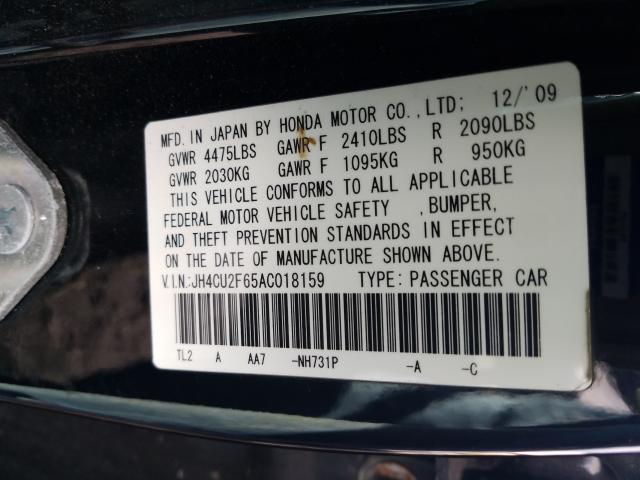 MFD. IN JAPAN BY HONDA MOTOR CO., LTD; 12/'09
GVWR 4475LBS GAWR F 2410LBS R 2090LBS
GVWR 2030KG GAWR F 1095KG R 950KG
THIS VEHICLE CONFORMS TO ALL APPLICABLE
FEDERAL MOTOR VEHICLE SAFETY , BUMPER,
AND THEFT PREVENTION STANDARDS IN EFFECT
ON THE DATE OF MANUFACTURE SHOWN ABOVE.
V.I.N:JH4CU2F65AC018159 TYPE: PASSENGER CAR
TL2 A AA7 -NH731P -A -C